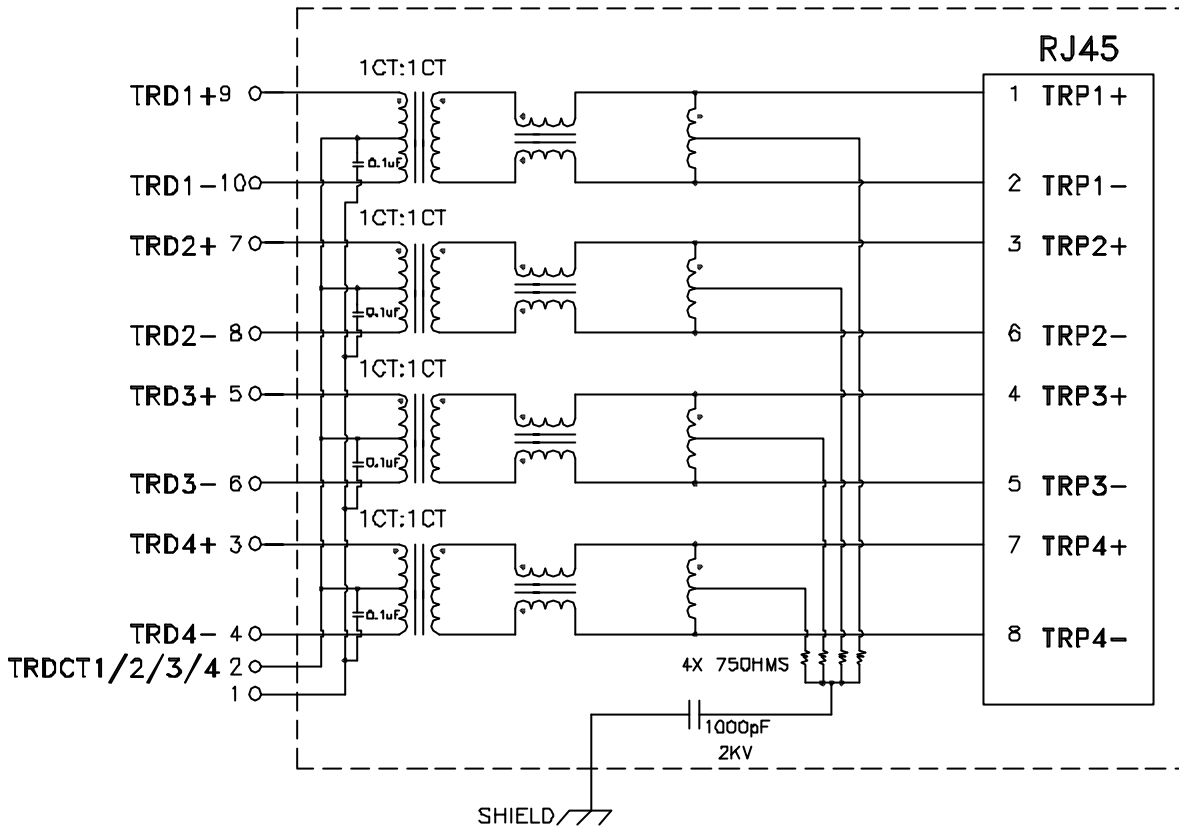 RJ45
1CT:1CT
TRD1+ 9
1 TRP1+
0.1uF
TRD1- 10
2 TRP1-
1CT:1CT
TRD2+ 7
3 TRP2+
0.1uF
TRD2- 8
6 TRP2-
1CT:1CT
TRD3+ 5
4 TRP3+
0.1uF
TRD3- 6
5 TRP3-
1CT:1CT
TRD4+ 3
7 TRP4+
0.1uF
TRD4- 4
8 TRP4-
TRDCT1/2/3/4 2
4X 75OHMS
1
1000pF
2KV
SHIELD